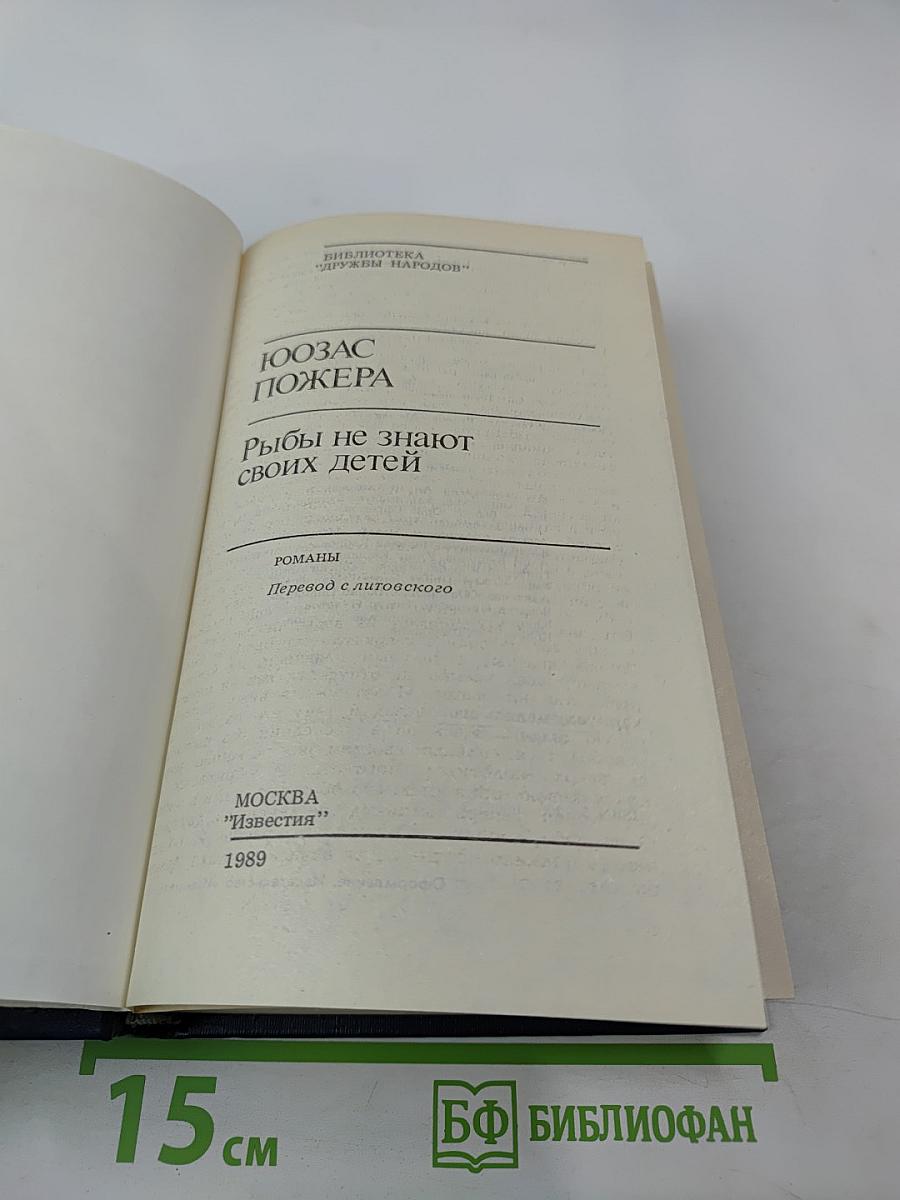 БИБЛИОТЕКА
"ДРУЖБЫ НАРОДОВ"
ЮОЗАС
ПОЖЕРА
Рыбы не знают
своих детей
РОМАНЫ
Перевод с литовского
МОСКВА
"Известия"
1989
15 см
БФ БИБЛИОФАН